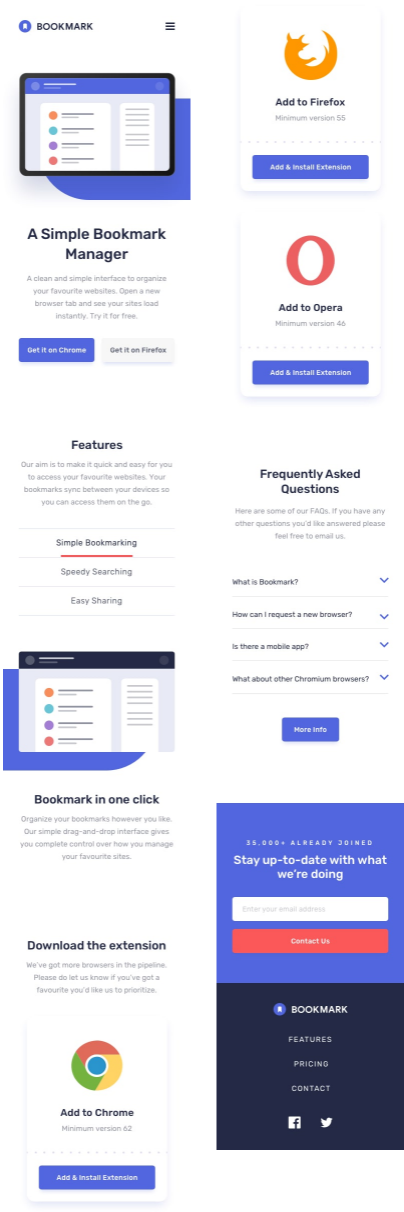 BOOKMARK
A Simple Bookmark
Manager
A clean and simple interface to organize
your favourite websites. Open a new
browser tab and see your sites load
instantly. Try it for free.
Get it on Chrome
Get it on Firefox
Features
Our aim is to make it quick and easy for you
to access your favourite websites. Your
bookmarks sync between your devices so
you can access them on the go.
Simple Bookmarking
Speedy Searching
Easy Sharing
Bookmark in one click
Organize your bookmarks however you like.
Our simple drag-and-drop interface gives
you complete control over how you manage
your favourite sites.
Download the extension
We've got more browsers in the pipeline.
Please do let us know if you've got a
favourite you'd like us to prioritize.
Add to Chrome
Minimum version 62
Add & Install Extension
Add to Firefox
Minimum version 55
Add & Install Extension
Add to Opera
Minimum version 46
Add & Install Extension
Frequently Asked
Questions
Here are some of our FAQs. If you have any
other questions you'd like answered please
feel free to email us.
What is Bookmark?
How can I request a new browser?
Is there a mobile app?
What about other Chromium browsers?
More Info
35,000+ ALREADY JOINED
Stay up-to-date with what
we're doing
Enter your email address
Contact Us
BOOKMARK
FEATURES
PRICING
CONTACT